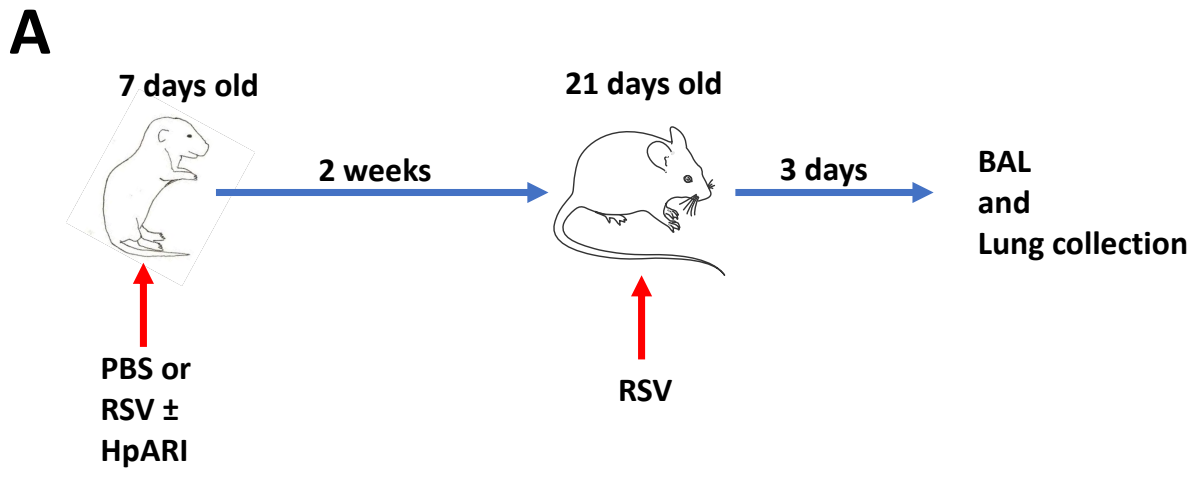 A
7 days old
21 days old
2 weeks
3 days
BAL
and
Lung collection
PBS or
RSV ±
HpARI
RSV